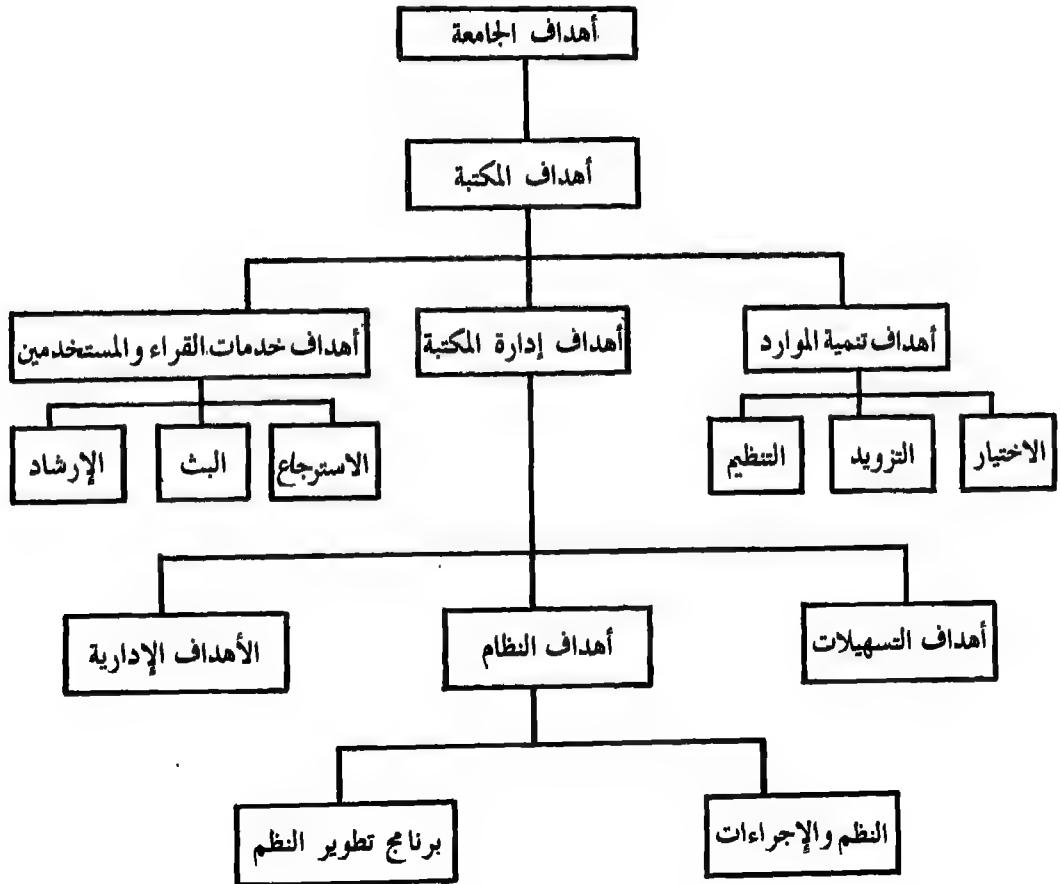 أهداف الجامعة
أهداف المكتبة
أهداف تنمية الموارد
أهداف إدارة المكتبة
أهداف خدمات القراء والمستخدمين
الاختيار
التزويد
التنظيم
الاسترجاع
البث
الإرشاد
أهداف التسهيلات
أهداف النظام
الأهداف الإدارية
النظم والإجراءات
برنامج تطوير النظم